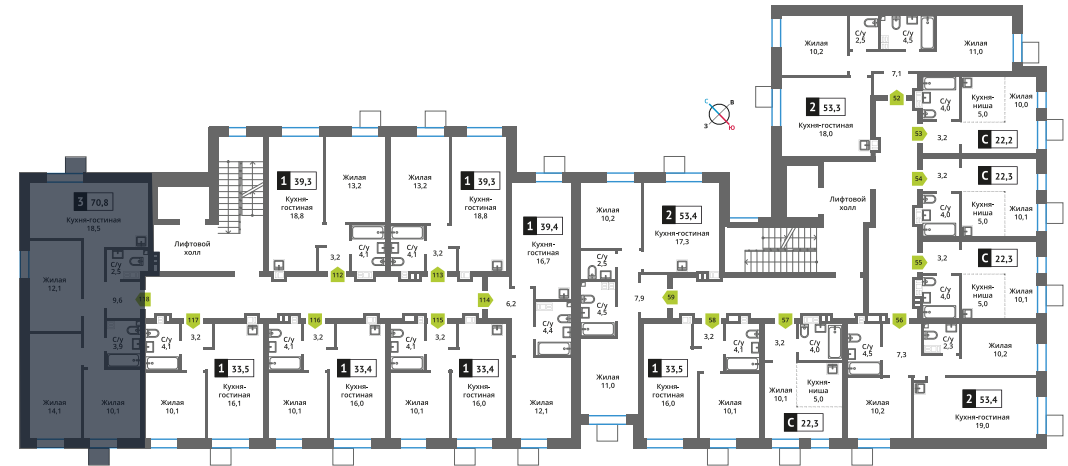 Жилая
10,2
С/у
2,5
С/у
4,5
Жилая
11,0
7,1
52
2 53,3
Кухня-гостиная
18,0
С
В
З
Ю
С/у
4,0
Кухня-
ниша
5,0
Жилая
10,0
53
3,2
С 22,2
54
3,2
С 22,3
С/у
4,0
Кухня-
ниша
5,0
Жилая
10,1
Лифтовой
холл
55
3,2
С 22,3
С/у
4,0
Кухня-
ниша
5,0
Жилая
10,1
3 70,8
Кухня-гостиная
18,5
С/у
2,5
Жилая
12,1
9,6
118
С/у
3,9
Жилая
14,1
Жилая
10,1
Лифтовой
холл
1 39,3
Кухня-
гостиная
18,8
Жилая
13,2
3,2
С/у
4,1
112
Жилая
13,2
1 39,3
Кухня-
гостиная
18,8
С/у
4,1
3,2
113
1 39,4
Кухня-
гостиная
16,7
114
6,2
С/у
4,4
Жилая
12,1
Жилая
10,2
2 53,4
Кухня-гостиная
17,3
С/у
2,5
С/у
4,5
7,9
59
Жилая
11,0
117
С/у
4,1
3,2
1 33,5
Кухня-
гостиная
16,1
Жилая
10,1
116
С/у
4,1
3,2
1 33,4
Кухня-
гостиная
16,0
Жилая
10,1
115
С/у
4,1
3,2
1 33,4
Кухня-
гостиная
16,0
Жилая
10,1
58
3,2
С/у
4,1
1 33,5
Кухня-
гостиная
16,0
Жилая
10,1
57
3,2
С/у
4,0
Жилая
10,1
Кухня-
ниша
5,0
С 22,3
56
С/у
4,5
7,3
С/у
2,3
Жилая
10,2
Жилая
10,2
2 53,4
Кухня-гостиная
19,0